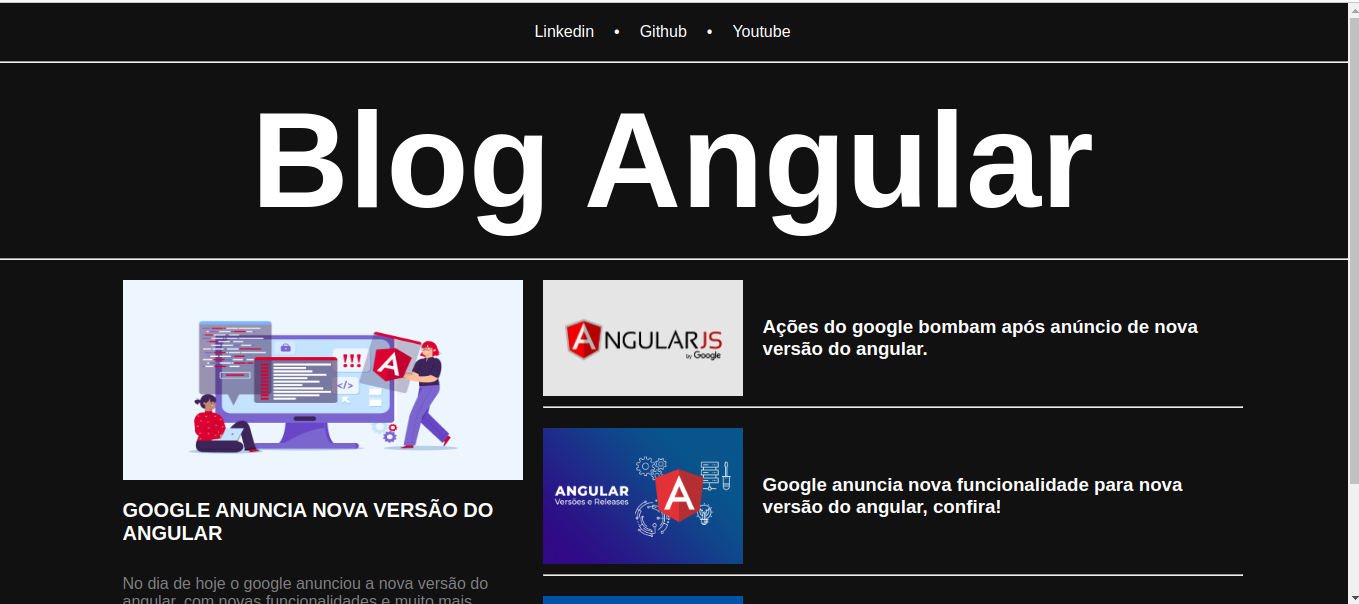 Linkedin • Github • Youtube
Blog Angular
!!!
A
</>
GOOGLE ANUNCIA NOVA VERSÃO DO
ANGULAR
No dia de hoje o google anunciou a nova versão do
angular, com novas funcionalidades e muito mais
ANGULARJS
by Google
Ações do google bombam após anúncio de nova
versão do angular.
ANGULAR
Versões e Releases
A
Google anuncia nova funcionalidade para nova
versão do angular, confira!